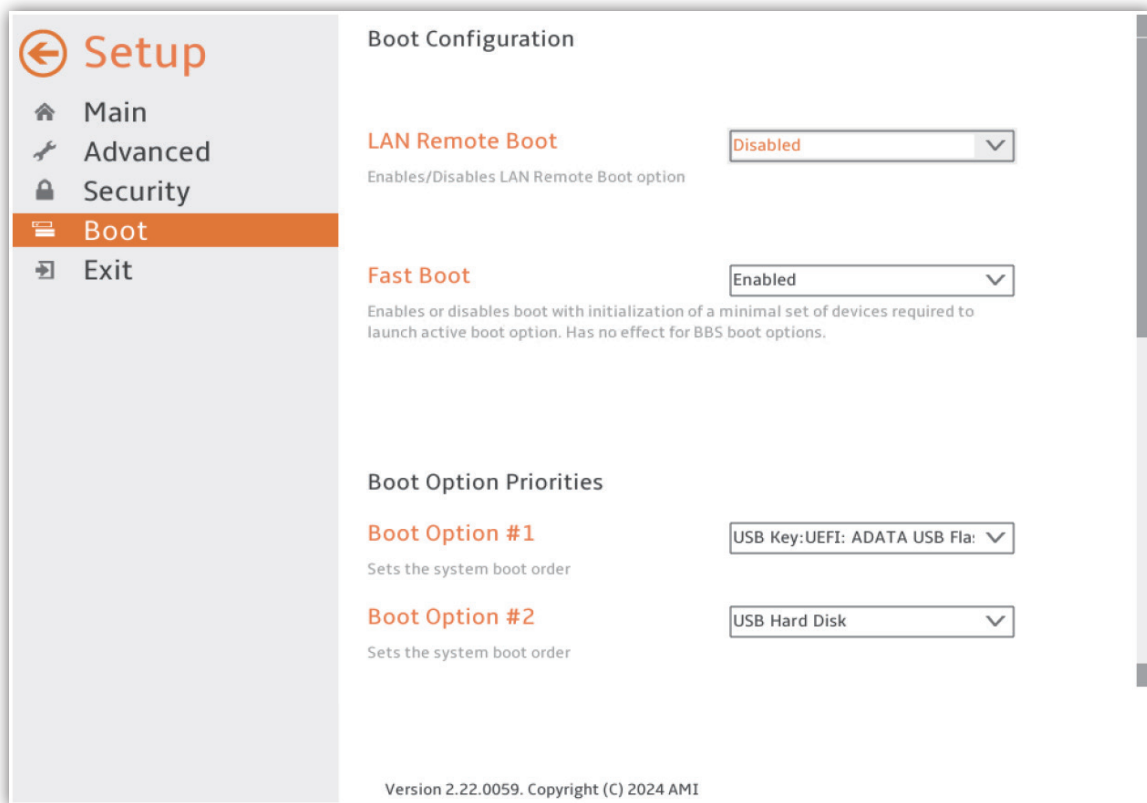 Setup
Main
Advanced
Security
Boot
Exit
Boot Configuration
LAN Remote Boot
Disabled
Enables/Disables LAN Remote Boot option
Fast Boot
Enabled
Enables or disables boot with initialization of a minimal set of devices required to
launch active boot option. Has no effect for BBS boot options.
Boot Option Priorities
Boot Option #1
USB Key:UEFI: ADATA USB Fla
Sets the system boot order
Boot Option #2
USB Hard Disk
Sets the system boot order
Version 2.22.0059. Copyright (C) 2024 AMI